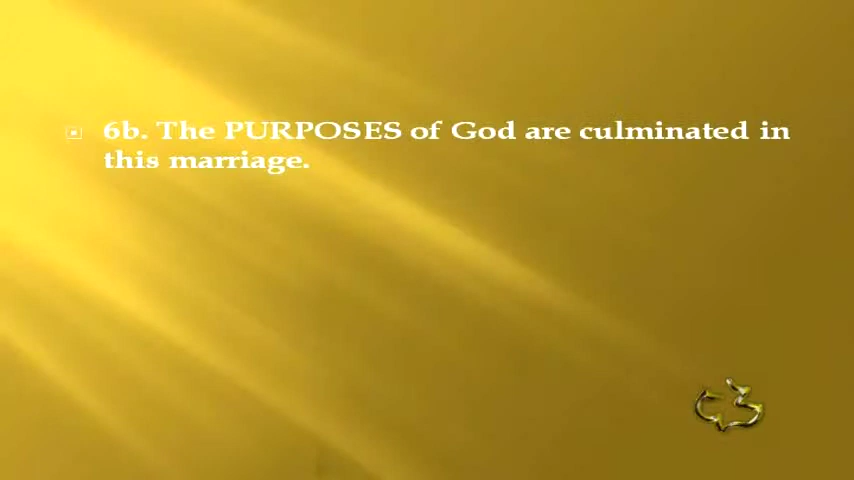 6b. The PURPOSES of God are culminated in
this marriage.